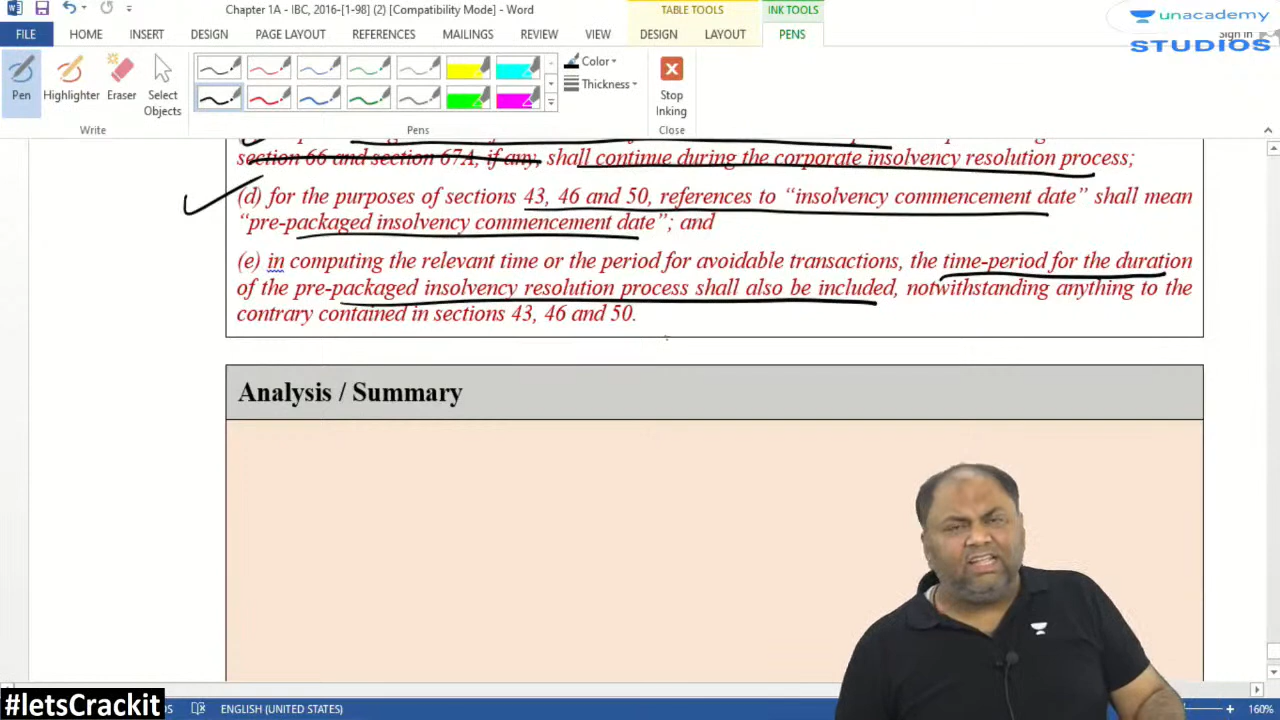 Chapter 1A - IBC, 2016-[1-98] (2) [Compatibility Mode] - Word
TABLE TOOLS
INK TOOLS
unacademy
STUDIOS
Sign in
FILE
HOME
INSERT
DESIGN
PAGE LAYOUT
REFERENCES
MAILINGS
REVIEW
VIEW
DESIGN
LAYOUT
PENS
Pen
Highlighter
Eraser
Select
Objects
Color
Thickness
Stop
Inking
Write
Pens
Close
section 66 and section 67A, if any, shall continue during the corporate insolvency resolution process;
(d) for the purposes of sections 43, 46 and 50, references to “insolvency commencement date” shall mean
“pre-packaged insolvency commencement date”; and
(e) in computing the relevant time or the period for avoidable transactions, the time-period for the duration
of the pre-packaged insolvency resolution process shall also be included, notwithstanding anything to the
contrary contained in sections 43, 46 and 50.
Analysis / Summary
#letsCrackit
ENGLISH (UNITED STATES)
160%